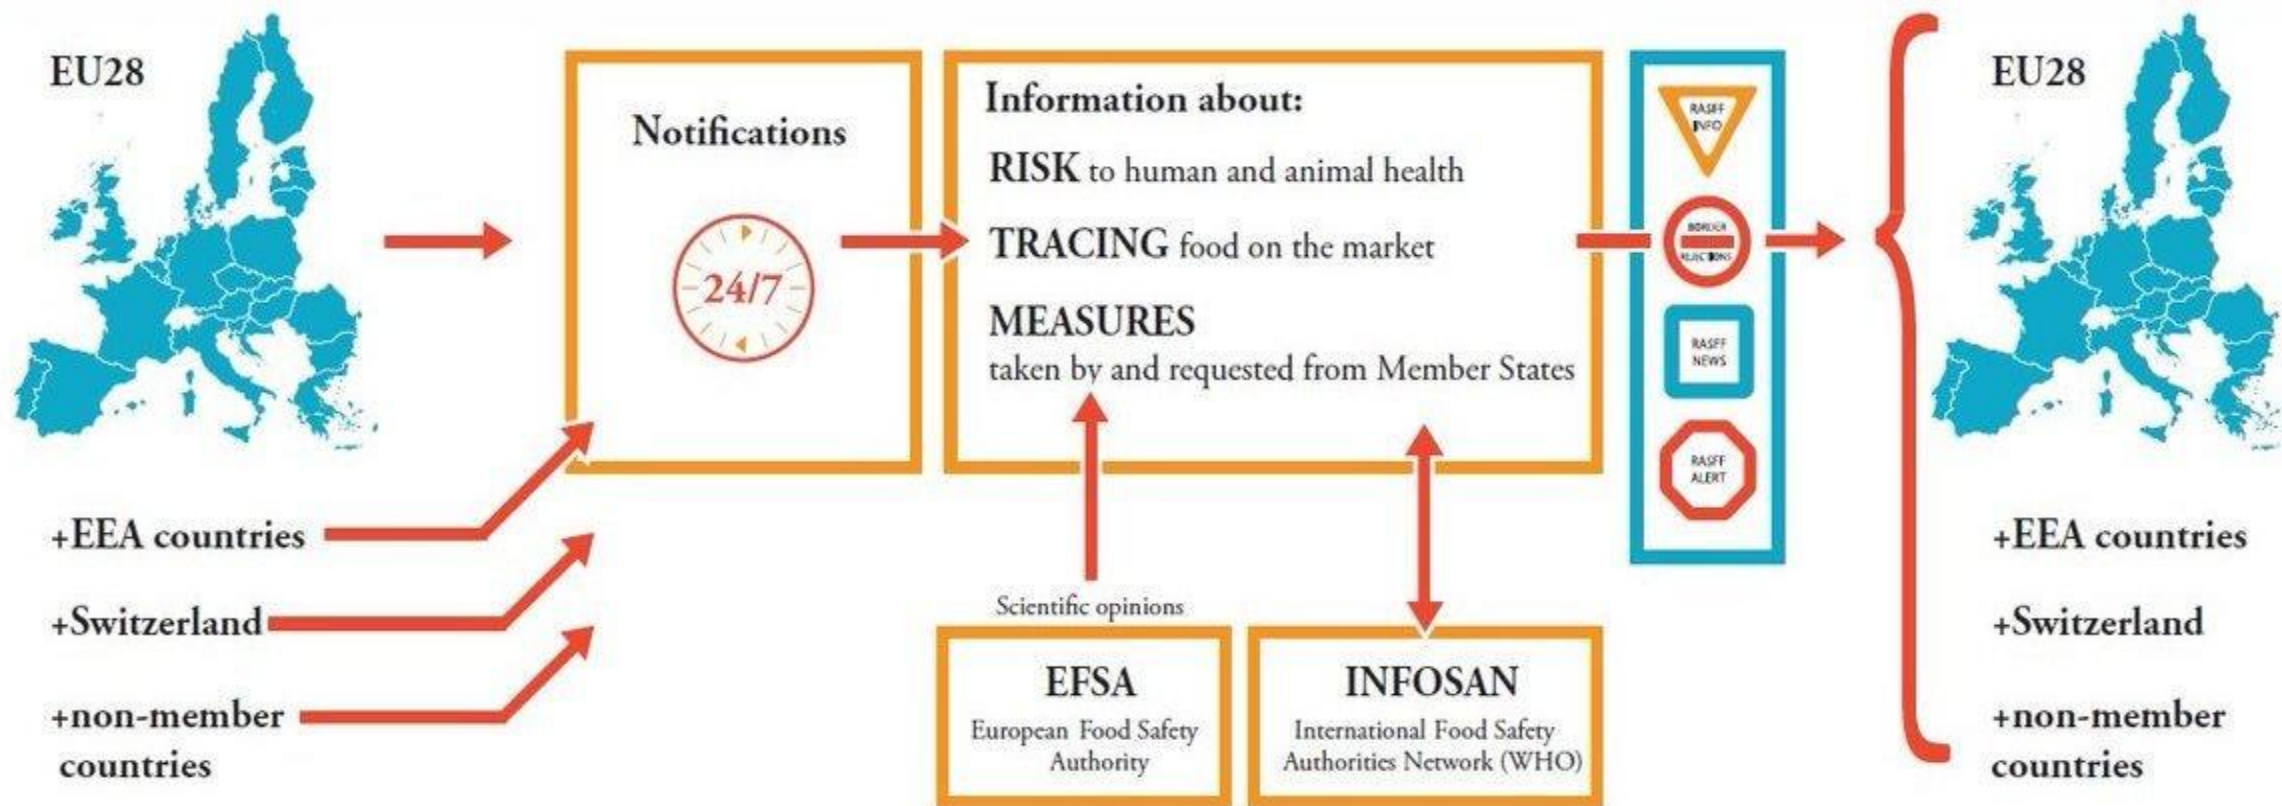 EU28
+EEA countries
+Switzerland
+non-member
countries
Notifications
24/7
Information about:
RISK to human and animal health
TRACING food on the market
MEASURES
taken by and requested from Member States
Scientific opinions
EFSA
European Food Safety
Authority
INFOSAN
International Food Safety
Authorities Network (WHO)
RASFF
INFO
BORDER
REJECTIONS
RASFF
NEWS
RASFF
ALERT
EU28
+EEA countries
+Switzerland
+non-member
countries